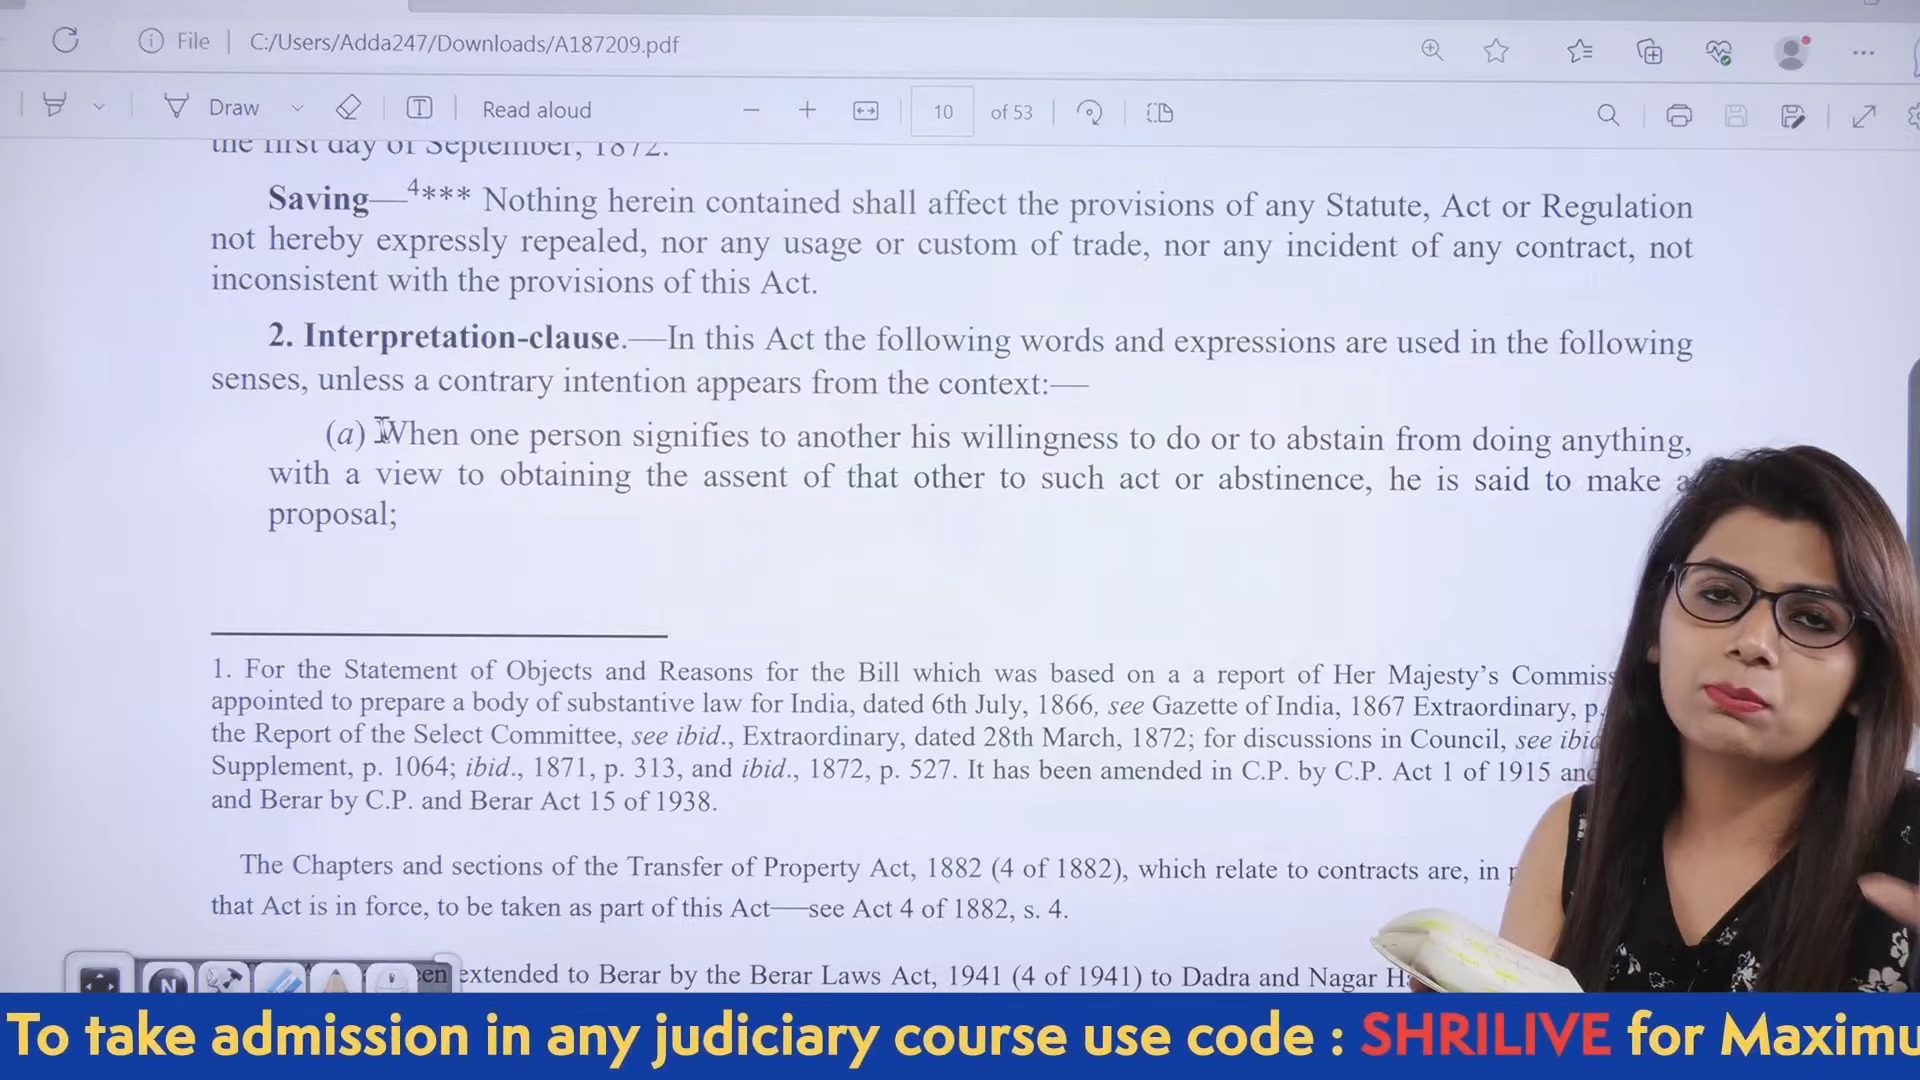 File
C:/Users/Adda247/Downloads/A187209.pdf
Draw
Read aloud
10 of 53
the first day of September, 1872.
Saving—4*** Nothing herein contained shall affect the provisions of any Statute, Act or Regulation
not hereby expressly repealed, nor any usage or custom of trade, nor any incident of any contract, not
inconsistent with the provisions of this Act.
2. Interpretation-clause.—In this Act the following words and expressions are used in the following
senses, unless a contrary intention appears from the context:—
(a) When one person signifies to another his willingness to do or to abstain from doing anything,
with a view to obtaining the assent of that other to such act or abstinence, he is said to make a
proposal;
1. For the Statement of Objects and Reasons for the Bill which was based on a a report of Her Majesty's Commiss
appointed to prepare a body of substantive law for India, dated 6th July, 1866, see Gazette of India, 1867 Extraordinary, p.
the Report of the Select Committee, see ibid., Extraordinary, dated 28th March, 1872; for discussions in Council, see ibid
Supplement, p. 1064; ibid., 1871, p. 313, and ibid., 1872, p. 527. It has been amended in C.P. by C.P. Act 1 of 1915 and
and Berar by C.P. and Berar Act 15 of 1938.
The Chapters and sections of the Transfer of Property Act, 1882 (4 of 1882), which relate to contracts are, in
that Act is in force, to be taken as part of this Act—see Act 4 of 1882, s. 4.
extended to Berar by the Berar Laws Act, 1941 (4 of 1941) to Dadra and Nagar
To take admission in any judiciary course use code : SHRILIVE for Maximu